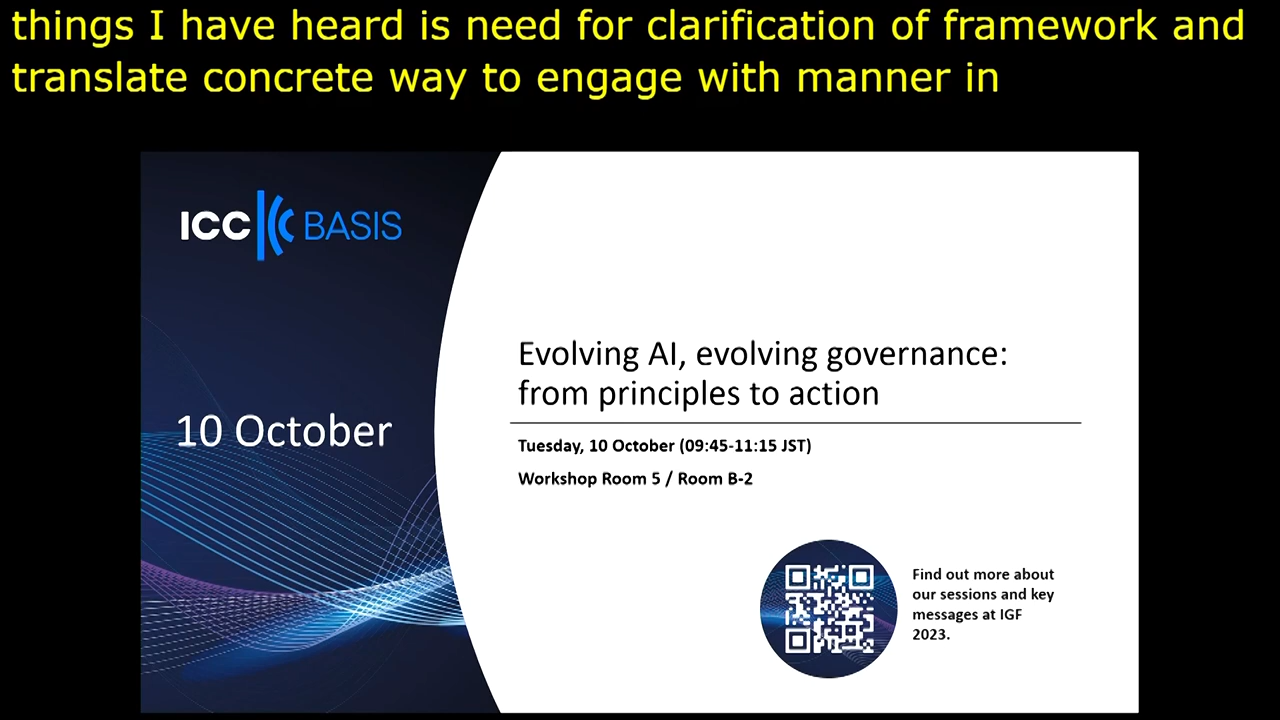 things I have heard is need for clarification of framework and
translate concrete way to engage with manner in
ICC BASIS
10 October
Evolving AI, evolving governance:
from principles to action
Tuesday, 10 October (09:45-11:15 JST)
Workshop Room 5 / Room B-2
Find out more about
our sessions and key
messages at IGF
2023.